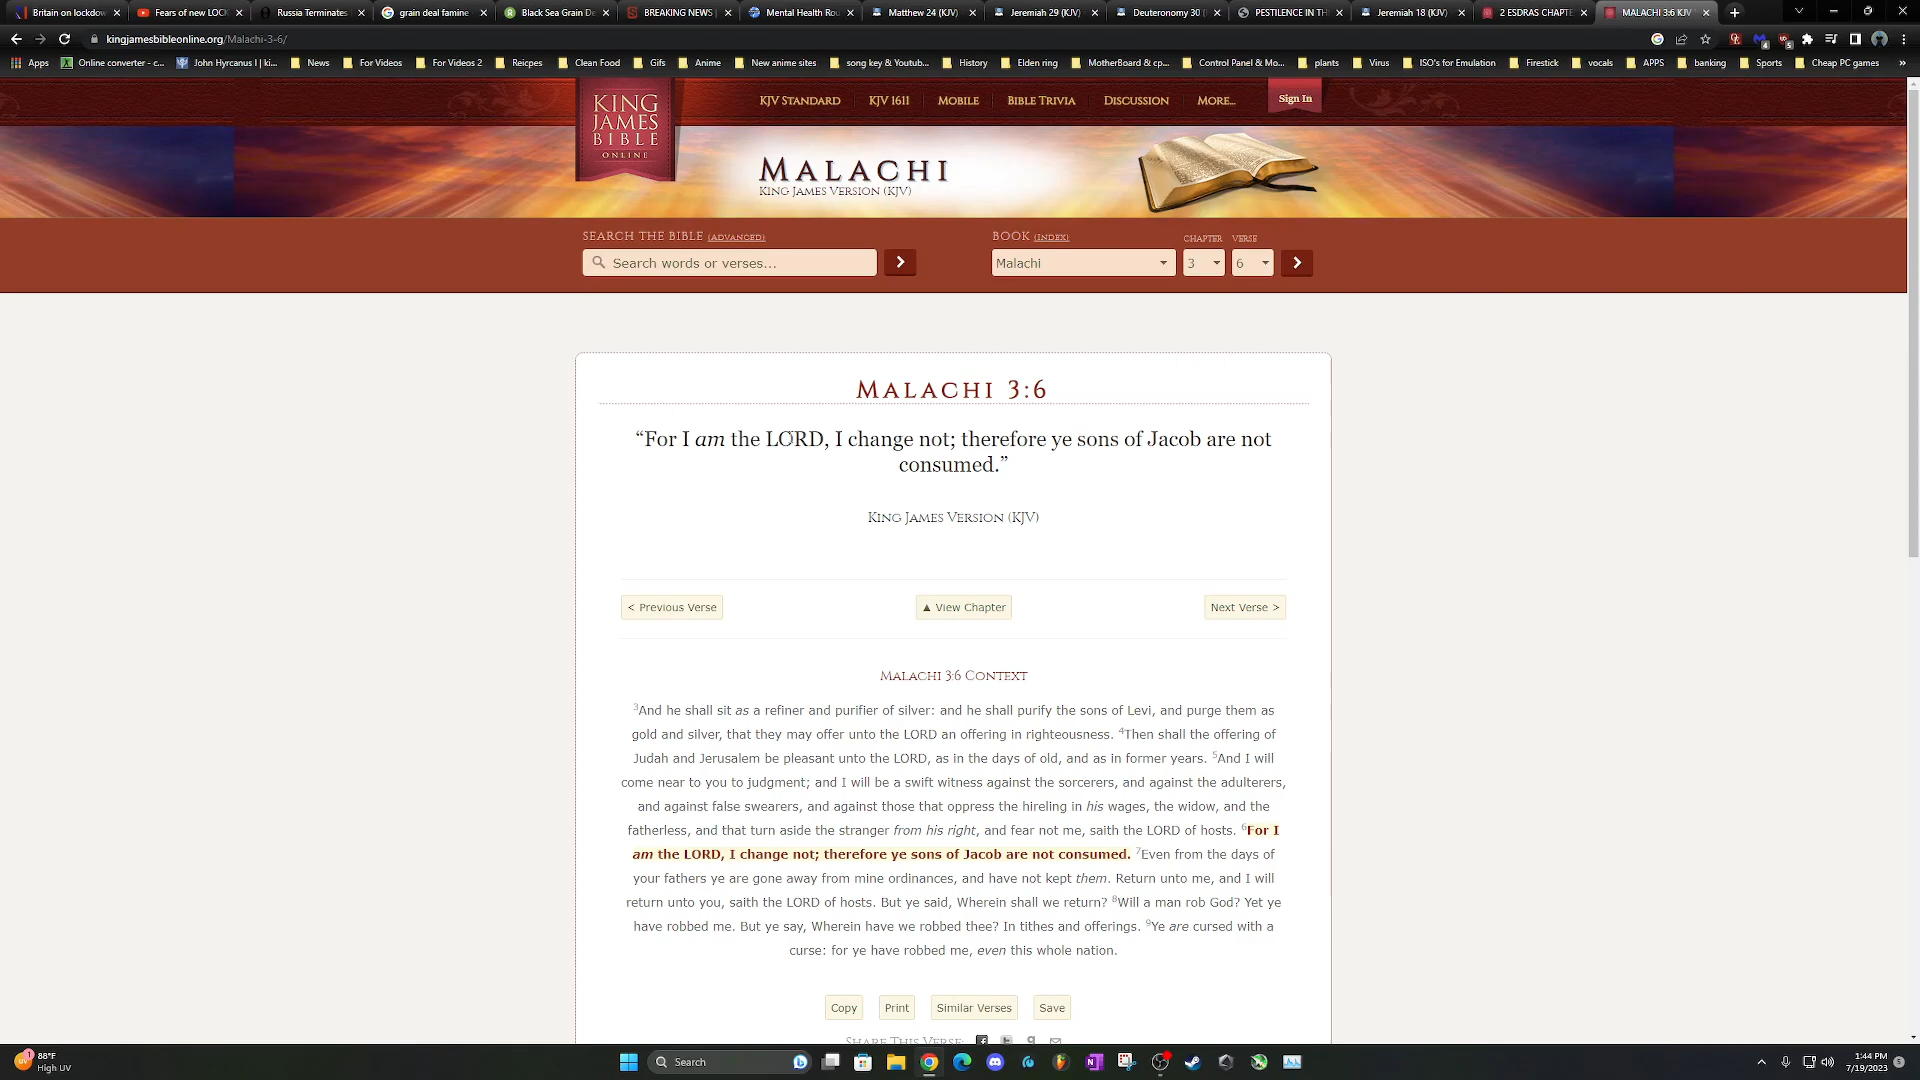 Britain on lockdow
Fears of new LOCK
Russia Terminates
grain deal famine
Black Sea Grain De
BREAKING NEWS |
Mental Health Rou
Matthew 24 (KJV)
Jeremiah 29 (KJV)
Deuteronomy 30 (
PESTILENCE IN TH
Jeremiah 18 (KJV)
2 ESDRAS CHAPTE
MALACHI 3:6 KJV
kingjamesbibleonline.org/Malachi-3-6/
Apps
Online converter - c...
John Hyrcanus I | ki...
News
For Videos
For Videos 2
Reicpes
Clean Food
Gifs
Anime
New anime sites
song key & Youtub...
History
Elden ring
MotherBoard & cp...
Control Panel & Mo...
plants
Virus
ISO's for Emulation
Firestick
vocals
APPS
banking
Sports
Cheap PC games
»
KING
JAMES
BIBLE
ONLINE
KJV STANDARD
KJV 1611
MOBILE
BIBLE TRIVIA
DISCUSSION
MORE...
Sign In
MALACHI
KING JAMES VERSION (KJV)
SEARCH THE BIBLE (ADVANCED)
Search words or verses...
BOOK (INDEX)
CHAPTER
VERSE
Malachi
3
6
MALACHI 3:6
“For I am the LORD, I change not; therefore ye sons of Jacob are not
consumed.”
KING JAMES VERSION (KJV)
< Previous Verse
▲ View Chapter
Next Verse >
MALACHI 3:6 CONTEXT
3And he shall sit as a refiner and purifier of silver: and he shall purify the sons of Levi, and purge them as
gold and silver, that they may offer unto the LORD an offering in righteousness. 4Then shall the offering of
Judah and Jerusalem be pleasant unto the LORD, as in the days of old, and as in former years. 5And I will
come near to you to judgment; and I will be a swift witness against the sorcerers, and against the adulterers,
and against false swearers, and against those that oppress the hireling in his wages, the widow, and the
fatherless, and that turn aside the stranger from his right, and fear not me, saith the LORD of hosts. 6For I
am the LORD, I change not; therefore ye sons of Jacob are not consumed. 7Even from the days of
your fathers ye are gone away from mine ordinances, and have not kept them. Return unto me, and I will
return unto you, saith the LORD of hosts. But ye said, Wherein shall we return? 8Will a man rob God? Yet ye
have robbed me. But ye say, Wherein have we robbed thee? In tithes and offerings. 9Ye are cursed with a
curse: for ye have robbed me, even this whole nation.
Copy
Print
Similar Verses
Save
SHARE THIS VERSE:
88°F
High UV
Search
1:44 PM
7/19/2023